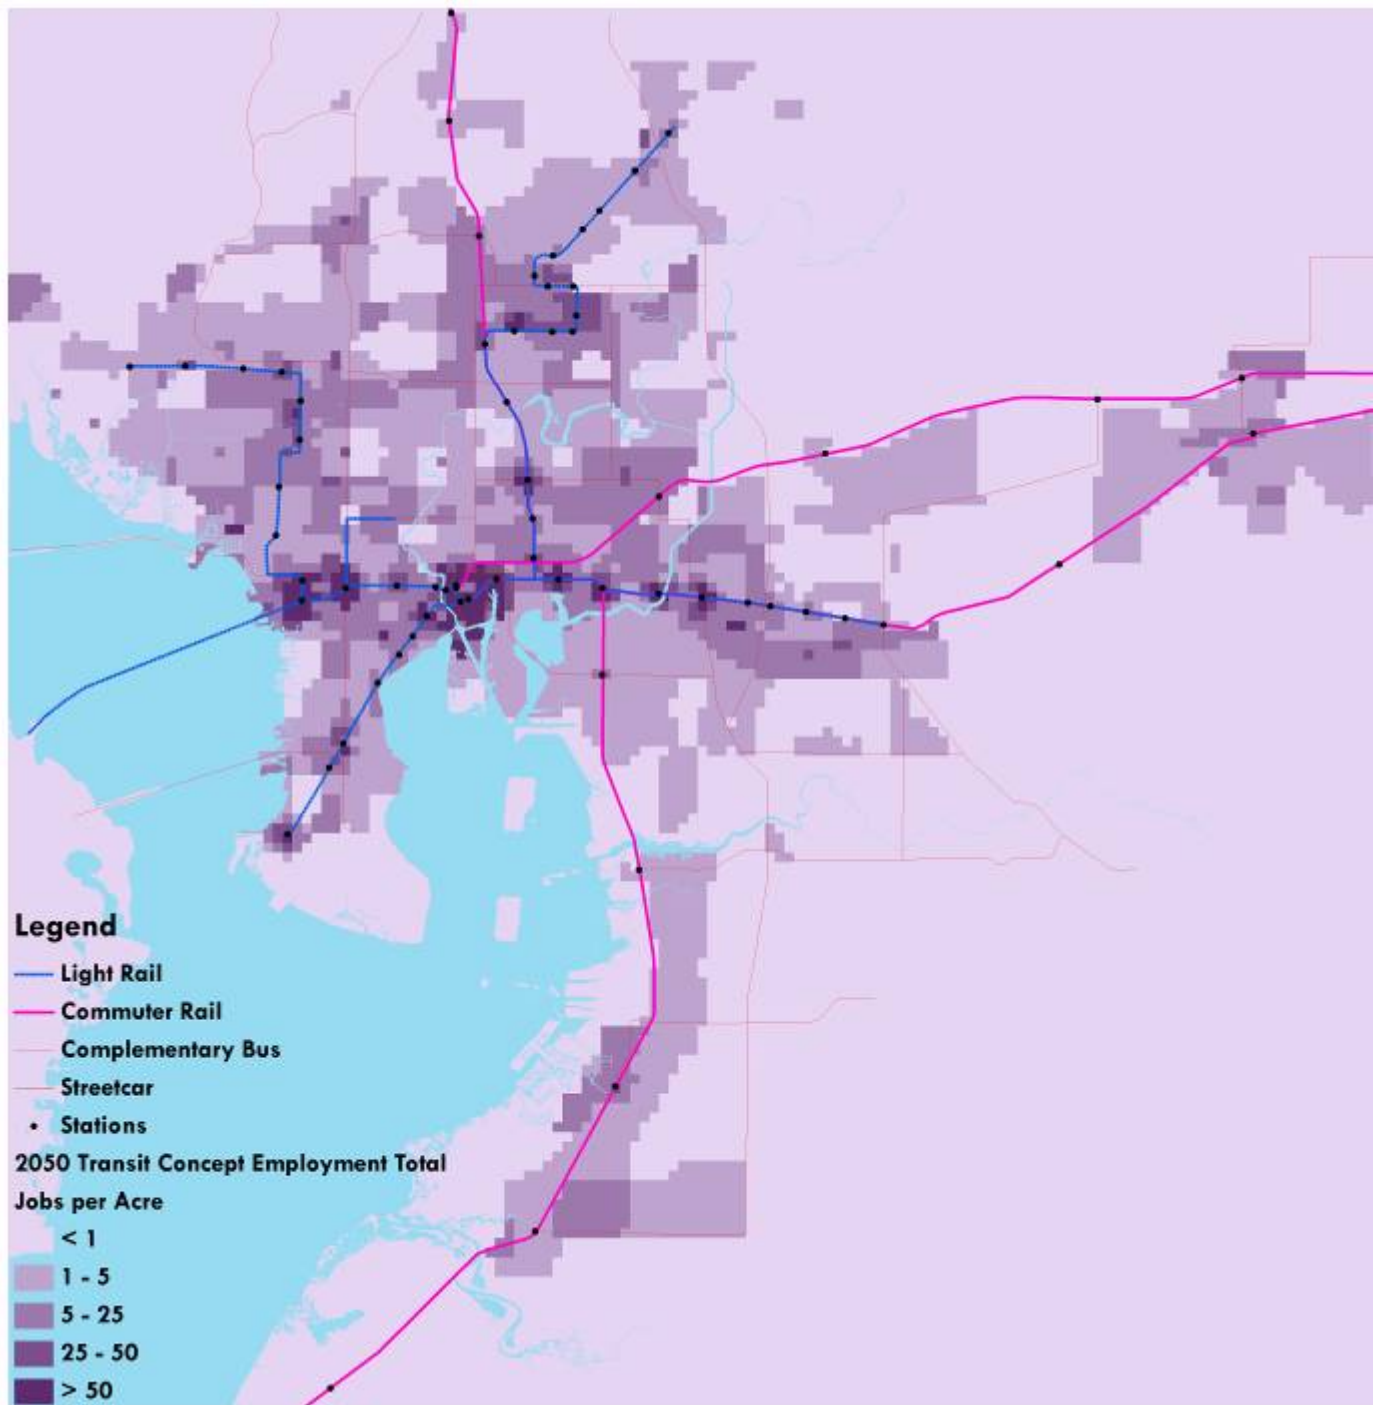 Legend
Light Rail
Commuter Rail
Complementary Bus
Streetcar
Stations
2050 Transit Concept Employment Total
Jobs per Acre
< 1
1 - 5
5 - 25
25 - 50
> 50